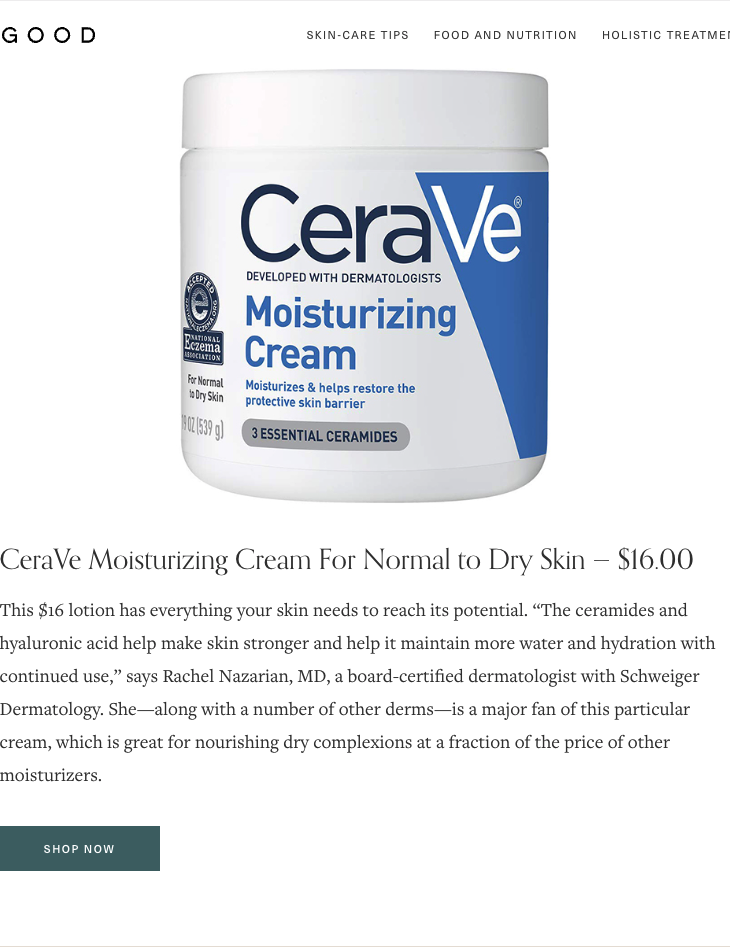 GOOD
SKIN-CARE TIPS FOOD AND NUTRITION HOLISTIC
CeraVe®
DEVELOPED WITH DERMATOLOGISTS
Moisturizing
Cream
Moisturizes & helps restore the
protective skin barrier
3 ESSENTIAL CERAMIDES
ACCEPTED
e
NATIONAL
Eczema
ASSOCIATION
For Normal
to Dry Skin
19 OZ (539 g)
CeraVe Moisturizing Cream For Normal to Dry Skin — $16.00
This $16 lotion has everything your skin needs to reach its potential. “The ceramides and
hyaluronic acid help make skin stronger and help it maintain more water and hydration with
continued use,” says Rachel Nazarian, MD, a board-certified dermatologist with Schweiger
Dermatology. She—along with a number of other derms—is a major fan of this particular
cream, which is great for nourishing dry complexions at a fraction of the price of other
moisturizers.
SHOP NOW